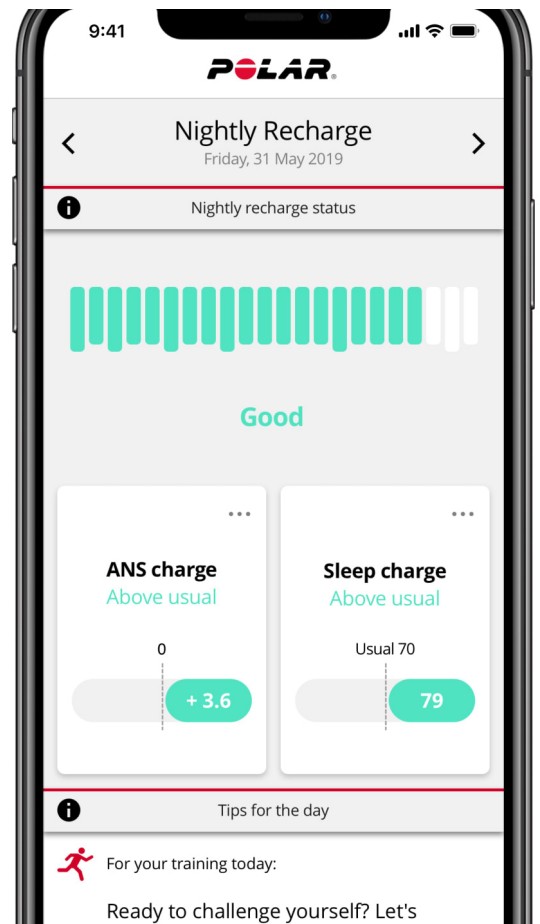 9:41
POLAR®
Nightly Recharge
Friday, 31 May 2019
Nightly recharge status
Good
ANS charge
Above usual
0
+ 3.6
Sleep charge
Above usual
Usual 70
79
Tips for the day
For your training today:
Ready to challenge yourself? Let's